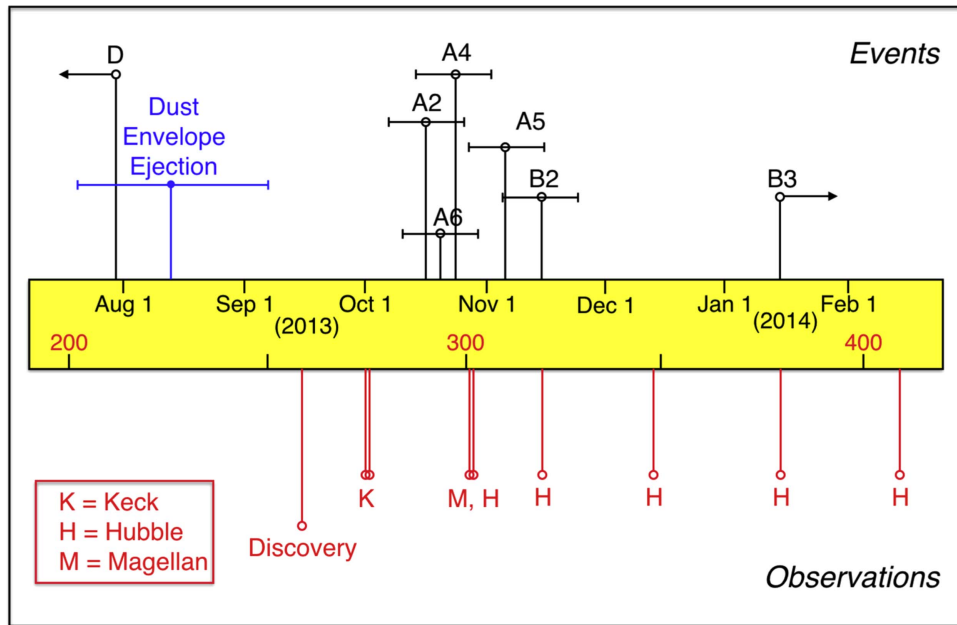 Events
D
A4
Dust
Envelope
Ejection
A2
A5
B2
B3
A6
Aug 1 Sep 1 Oct 1 Nov 1 Dec 1 Jan 1 Feb 1
(2013) (2014)
200 300 400
K M, H H H H H
Discovery
K = Keck
H = Hubble
M = Magellan
Observations